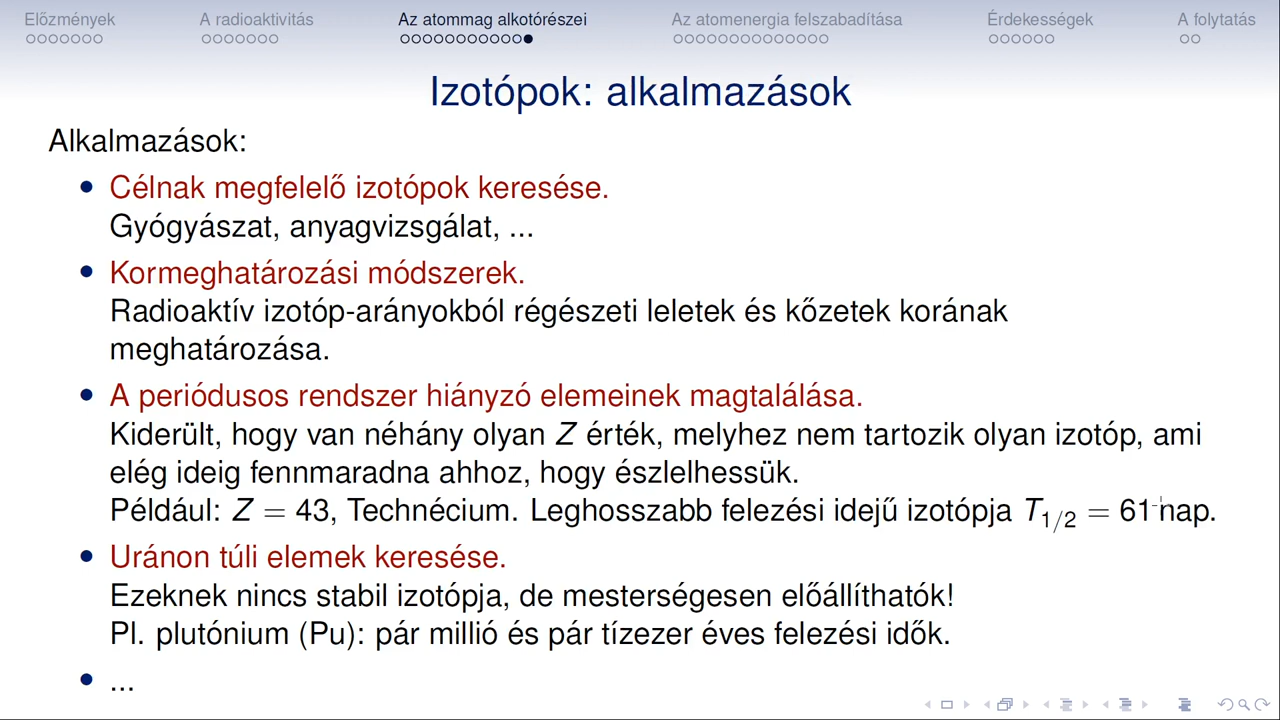 Előzmények A radioaktivitás Az atommag alkotórészei Az atomenergia felszabadítása Érdekességek A folytatás
Izotópok: alkalmazások
Alkalmazások:
• Célnak megfelelő izotópok keresése.
Gyógyászat, anyagvizsgálat, ...
• Kormeghatározási módszerek.
Radioaktív izotóp-arányokból régészeti leletek és kőzetek korának
meghatározása.
• A periódusos rendszer hiányzó elemeinek magtalálása.
Kiderült, hogy van néhány olyan Z érték, melyhez nem tartozik olyan izotóp, ami
elég ideig fennmaradna ahhoz, hogy észlelhessük.
Például: Z = 43, Technécium. Leghosszabb felezési idejű izotópja T1/2 = 61 nap.
• Uránon túli elemek keresése.
Ezeknek nincs stabil izotópja, de mesterségesen előállíthatók!
Pl. plutónium (Pu): pár millió és pár tízezer éves felezési idők.
• ...